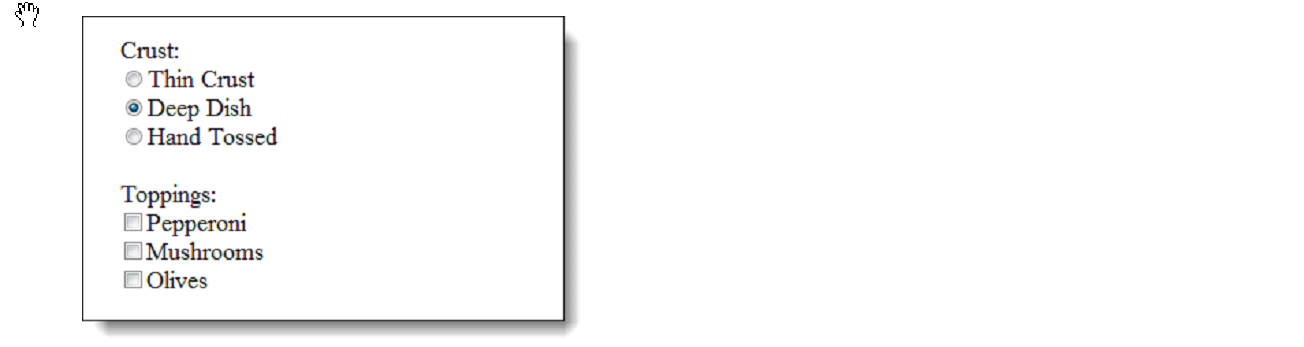 Crust:
Thin Crust
Deep Dish
Hand Tossed
Toppings:
Pepperoni
Mushrooms
Olives